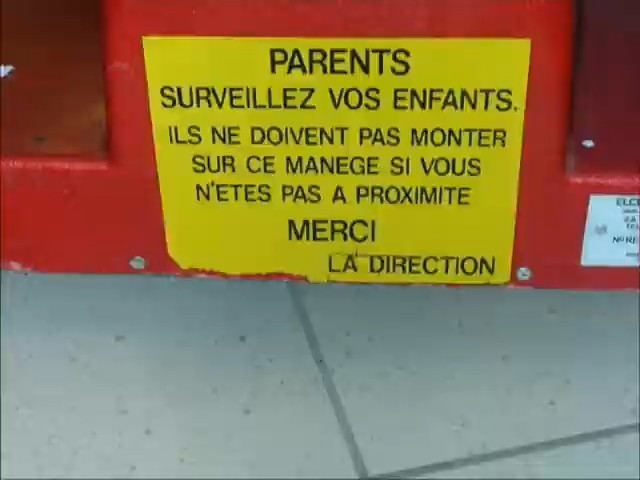 PARENTS
SURVEILLEZ VOS ENFANTS.
ILS NE DOIVENT PAS MONTER
SUR CE MANEGE SI VOUS
N'ETES PAS A PROXIMITE
MERCI
LA DIRECTION